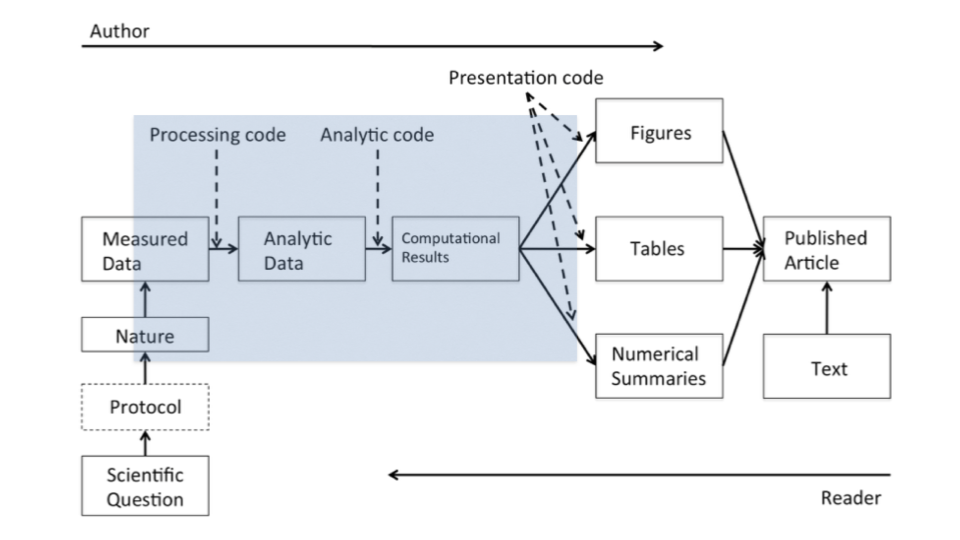 Author
Presentation code
Processing code
Analytic code
Figures
Measured
Data
Analytic
Data
Computational
Results
Tables
Published
Article
Nature
Numerical
Summaries
Text
Protocol
Scientific
Question
Reader